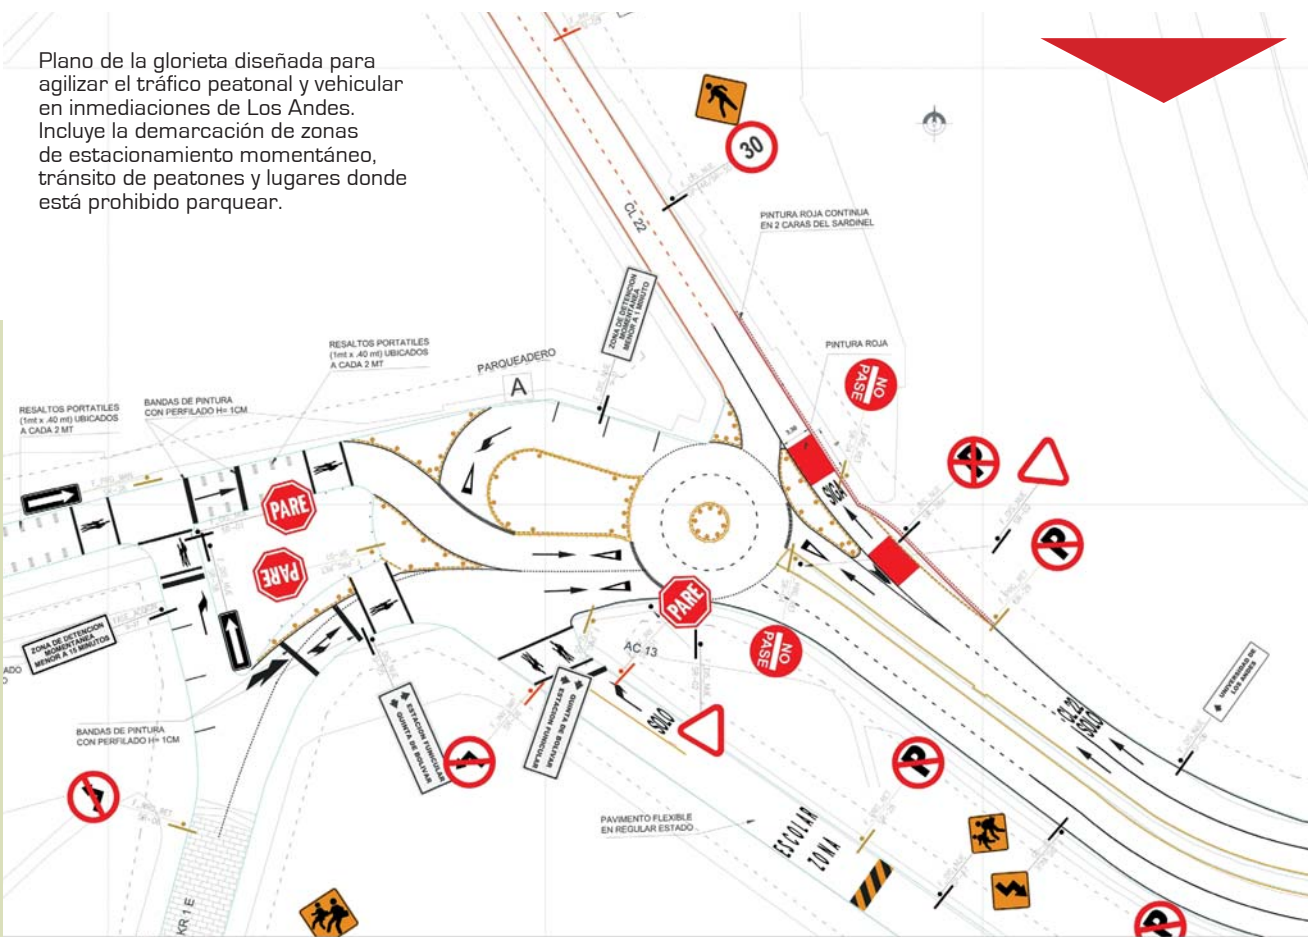 Plano de la glorieta diseñada para
agilizar el tráfico peatonal y vehicular
en inmediaciones de Los Andes.
Incluye la demarcación de zonas
de estacionamiento momentáneo,
tránsito de peatones y lugares donde
está prohibido parquear.
30
CL 22
PINTURA ROJA CONTINUA
EN 2 CARAS DEL SARDINEL
ZONA DE DETENCION
MOMENTANEA
MENOR A 1 MINUTO
RESALTOS PORTATILES
(1mt x .40 mt) UBICADOS
A CADA 2 MT
PARQUEADERO
A
PINTURA ROJA
NO
PASE
BANDAS DE PINTURA
CON PERFILADO H= 1CM
RESALTOS PORTATILES
(1mt x .40 mt) UBICADOS
A CADA 2 MT
3.50
P
SIGA
PARE
P
PARE
PARE
ZONA DE DETENCION
MOMENTANEA
MENOR A 15 MINUTOS
AC 13
NO
PASE
UNIVERSIDAD DE
LOS ANDES
ESTACION FUNICULAR
QUINTA DE BOLIVAR
QUINTA DE BOLIVAR
ESTACION FUNICULAR
SOLO
CL 22
SOLO
BANDAS DE PINTURA
CON PERFILADO H= 1CM
P
PAVIMENTO FLEXIBLE
EN REGULAR ESTADO
ESCOLAR
ZONA
KR 1 E
P